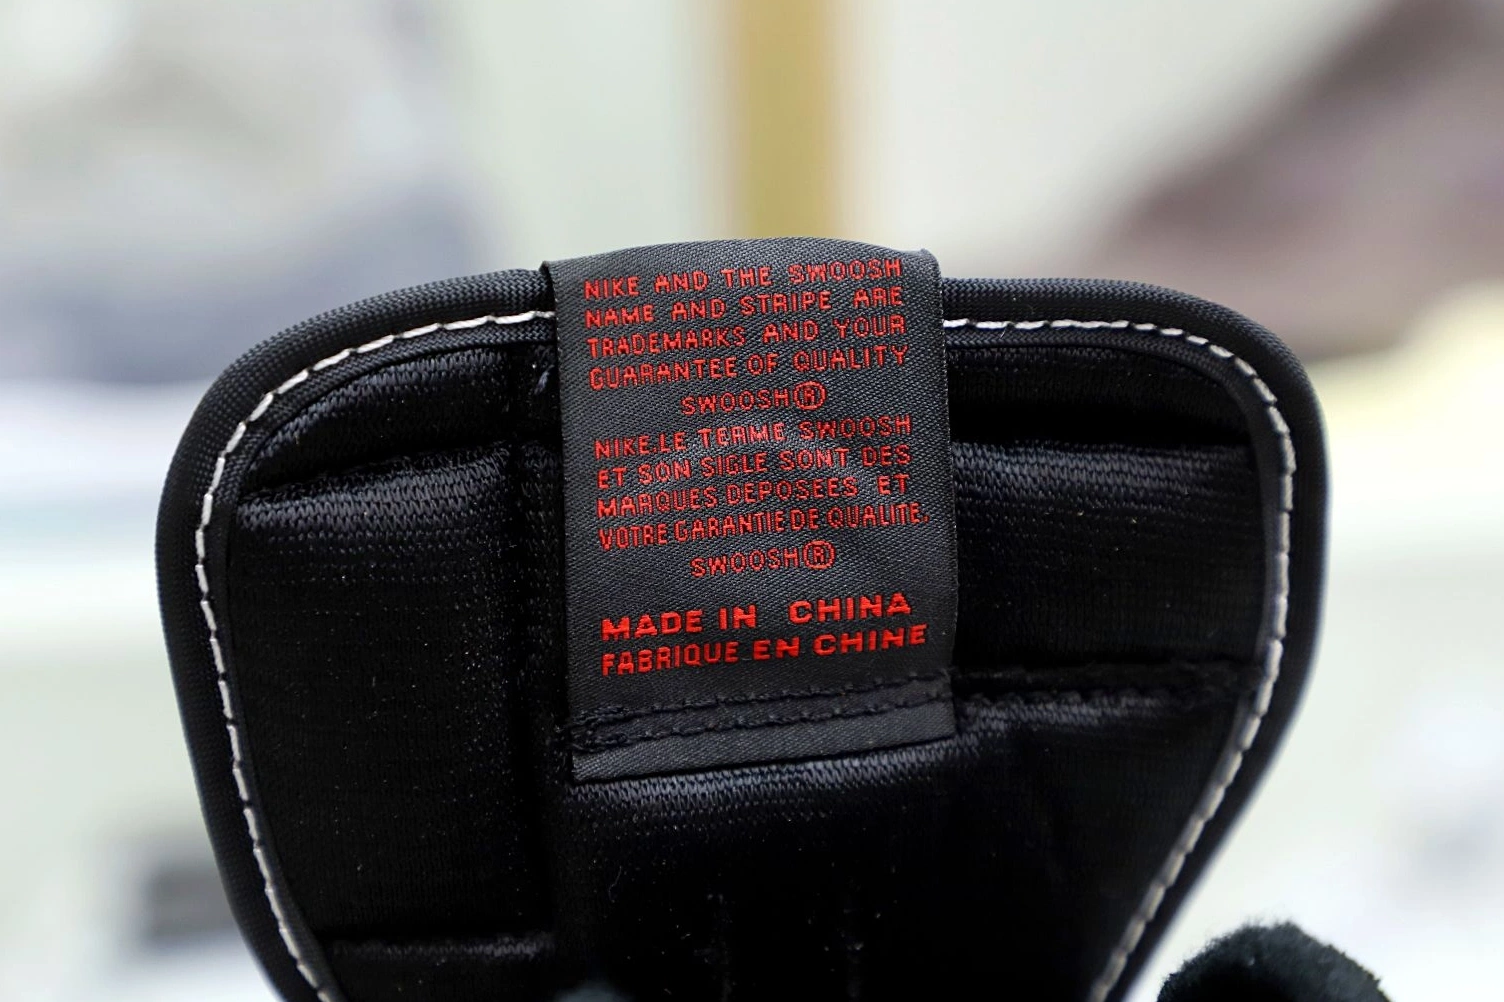 NIKE AND THE SWOOSH
NAME AND STRIPE ARE
TRADEMARKS AND YOUR
GUARANTEE OF QUALITY
SWOOSH®
NIKE.LE TERME SWOOSH
ET SON SIGLE SONT DES
MARQUES DEPOSEES ET
VOTRE GARANTIE DE QUALITE.
SWOOSH®
MADE IN CHINA
FABRIQUE EN CHINE